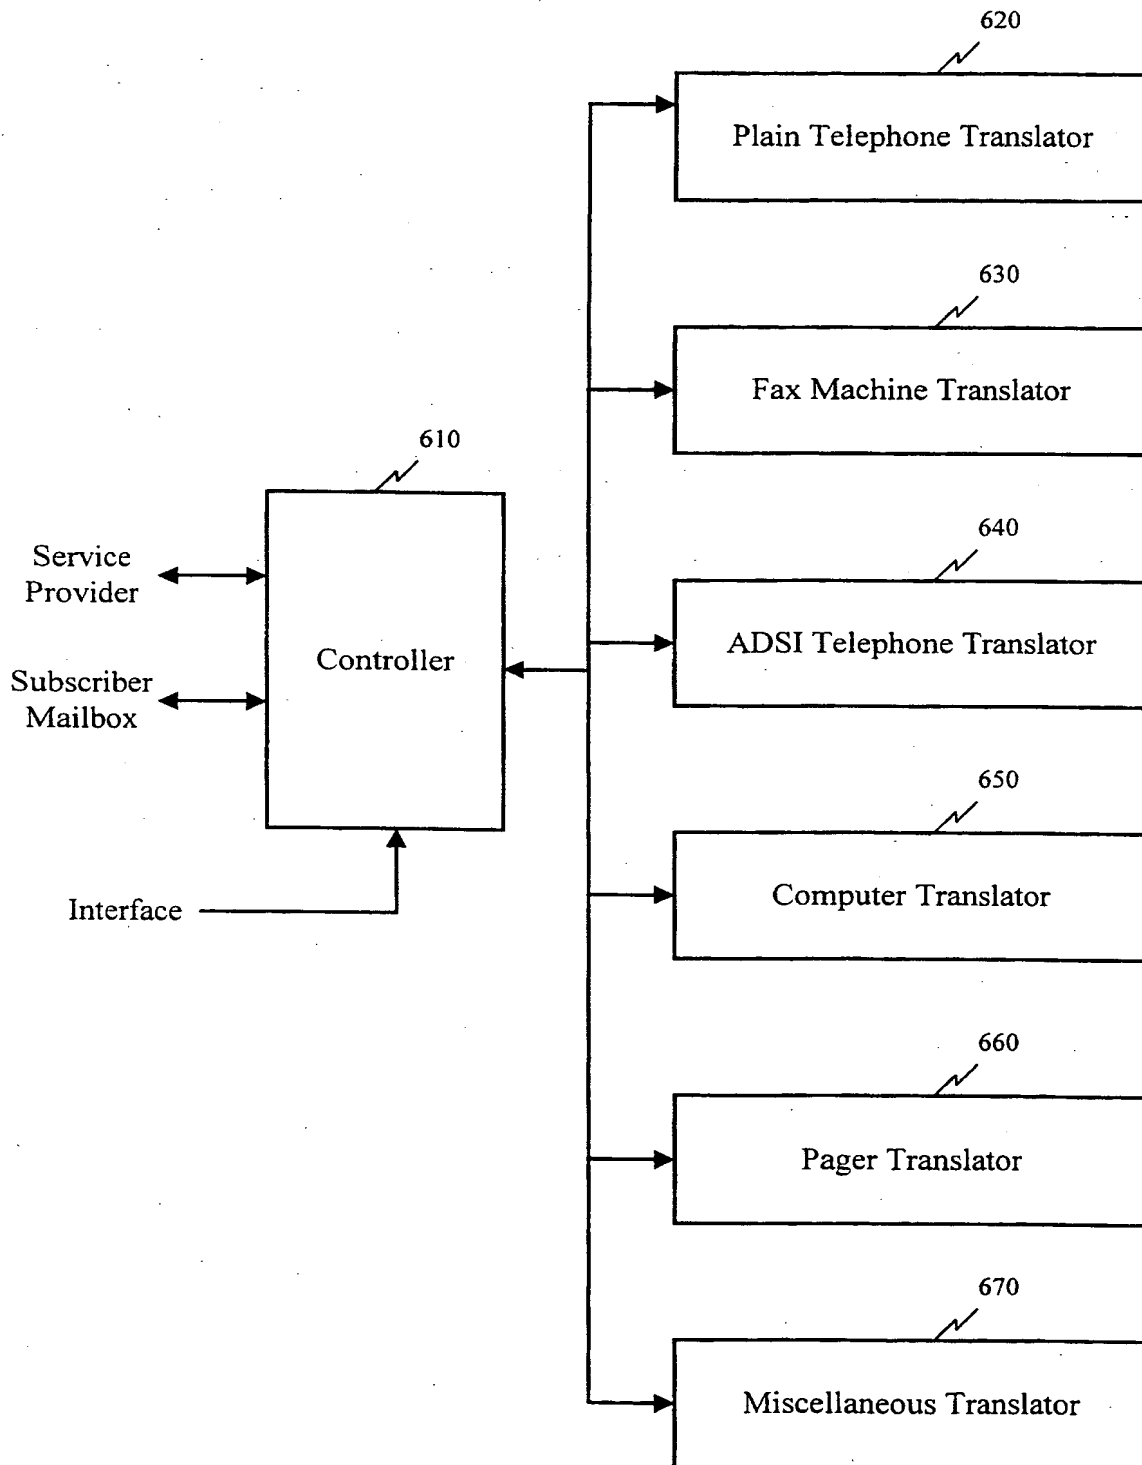 620
Plain Telephone Translator
630
Fax Machine Translator
610
Service
Provider
Subscriber
Mailbox
Controller
Interface
640
ADSI Telephone Translator
650
Computer Translator
660
Pager Translator
670
Miscellaneous Translator